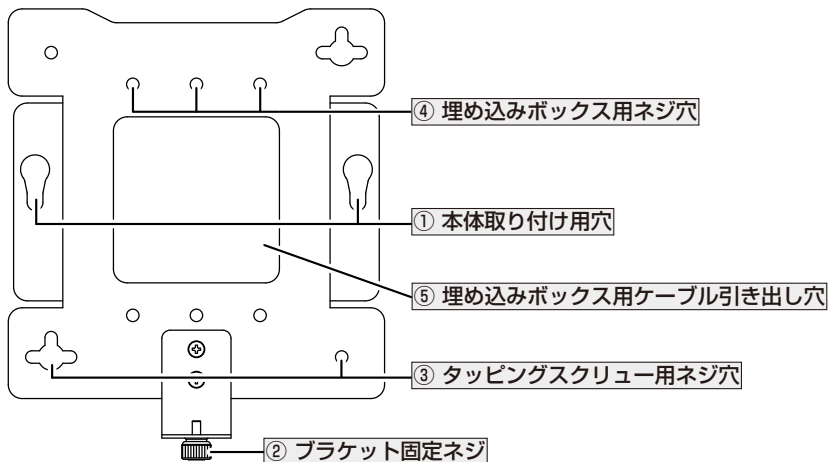 ④ 埋め込みボックス用ネジ穴
① 本体取り付け用穴
⑤ 埋め込みボックス用ケーブル引き出し穴
③ タッピングスクリュー用ネジ穴
② ブラケット固定ネジ